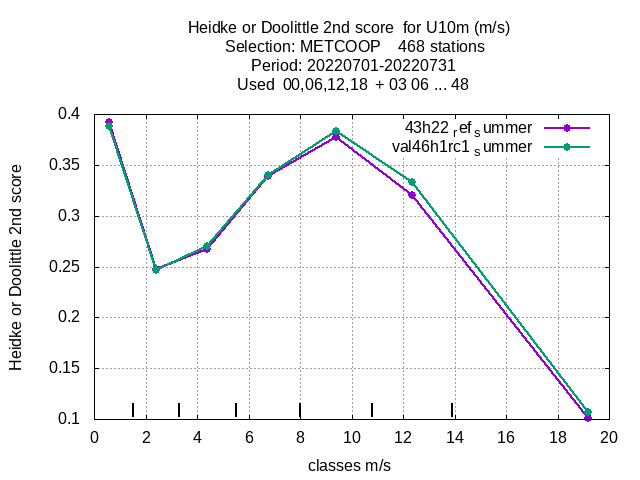 Heidke or Doolittle 2nd score  for U10m (m/s)
Selection: METCOOP    468 stations
Period: 20220701-20220731
Used  00,06,12,18  + 03 06 ... 48
43h22 ref summer
val46h1rc1 summer
Heidke or Doolittle 2nd score
0.4
0.35
0.3
0.25
0.2
0.15
0.1
0 2 4 6 8 10 12 14 16 18 20
classes m/s